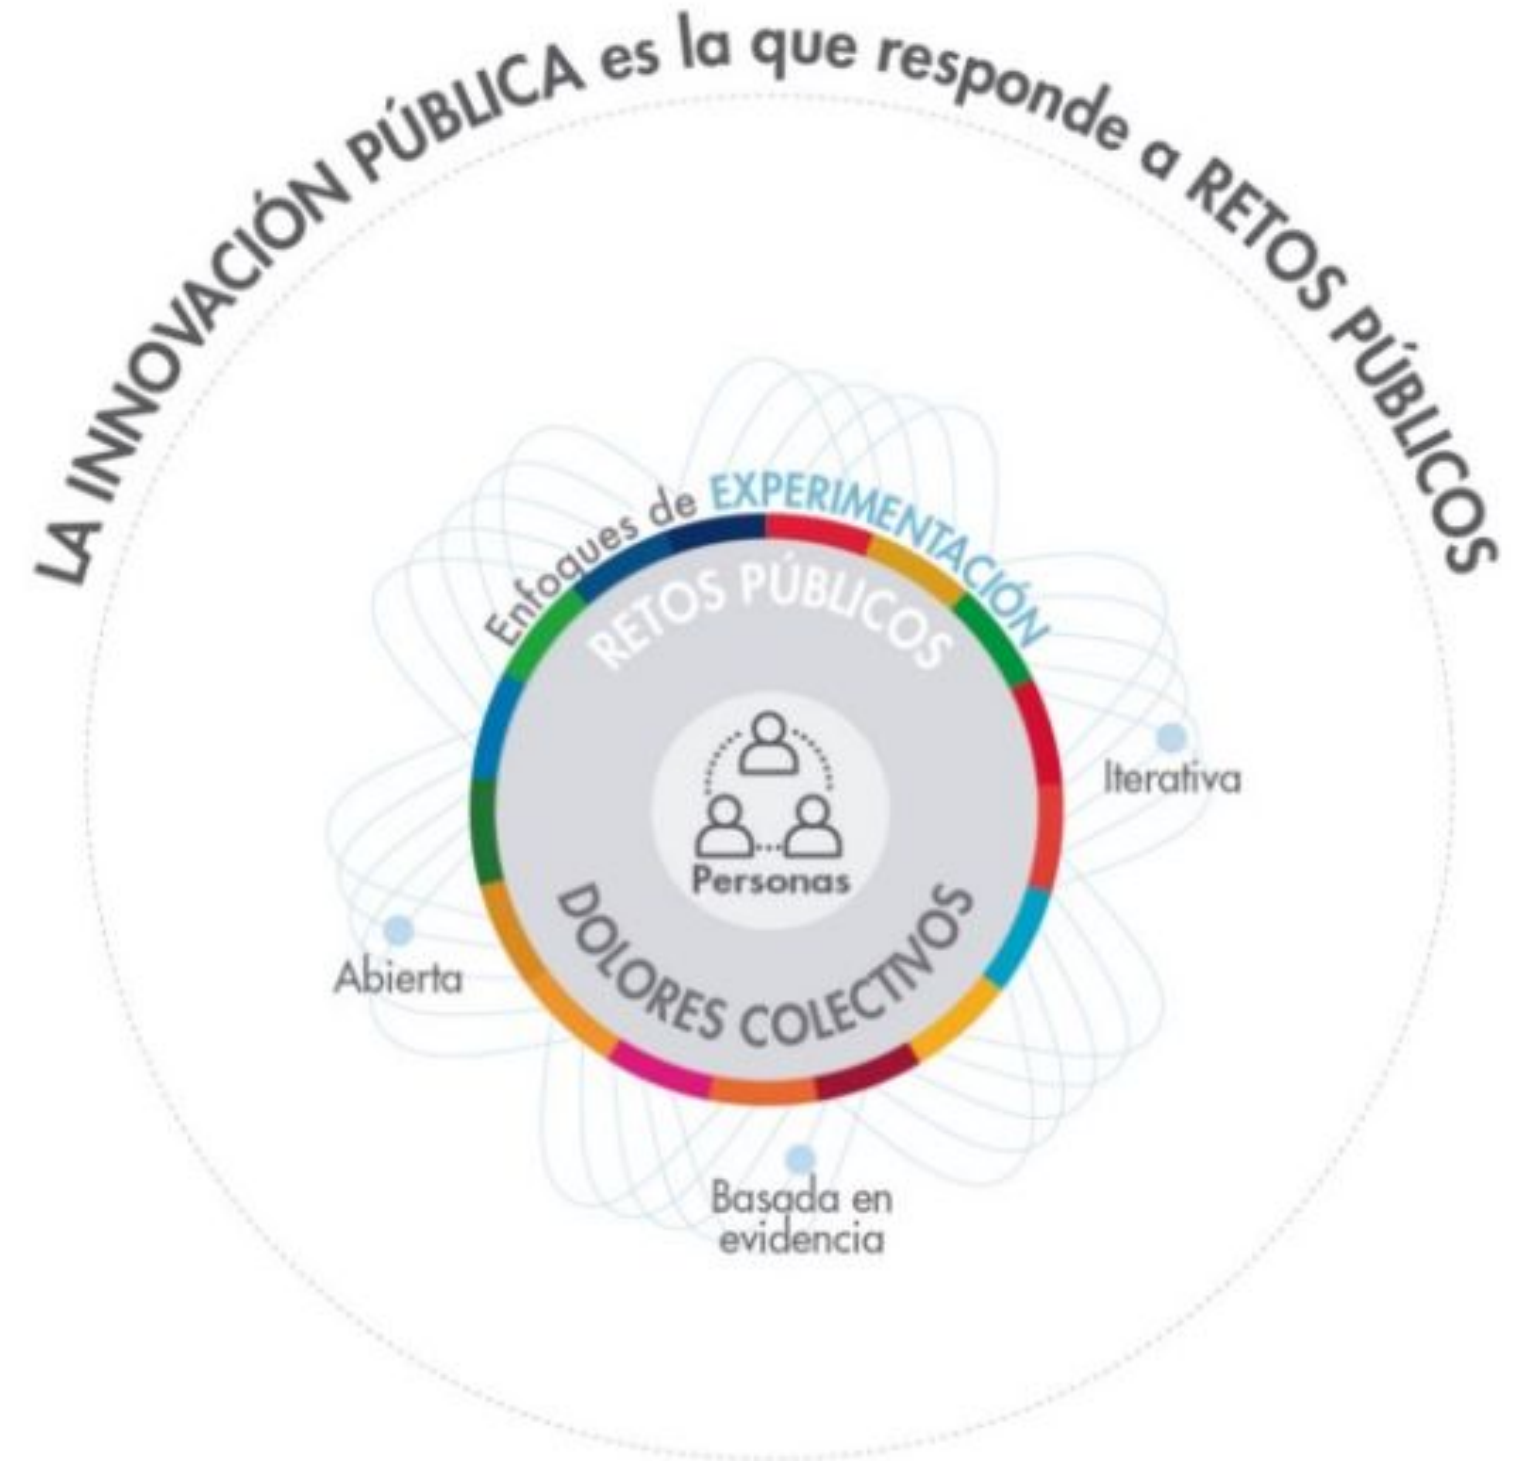 LA INNOVACIÓN PÚBLICA es la que responde a RETOS PÚBLICOS
Enfoques de EXPERIMENTACIÓN
RETOS PÚBLICOS
Personas
DOLORES COLECTIVOS
Iterativa
Abierta
Basada en
evidencia